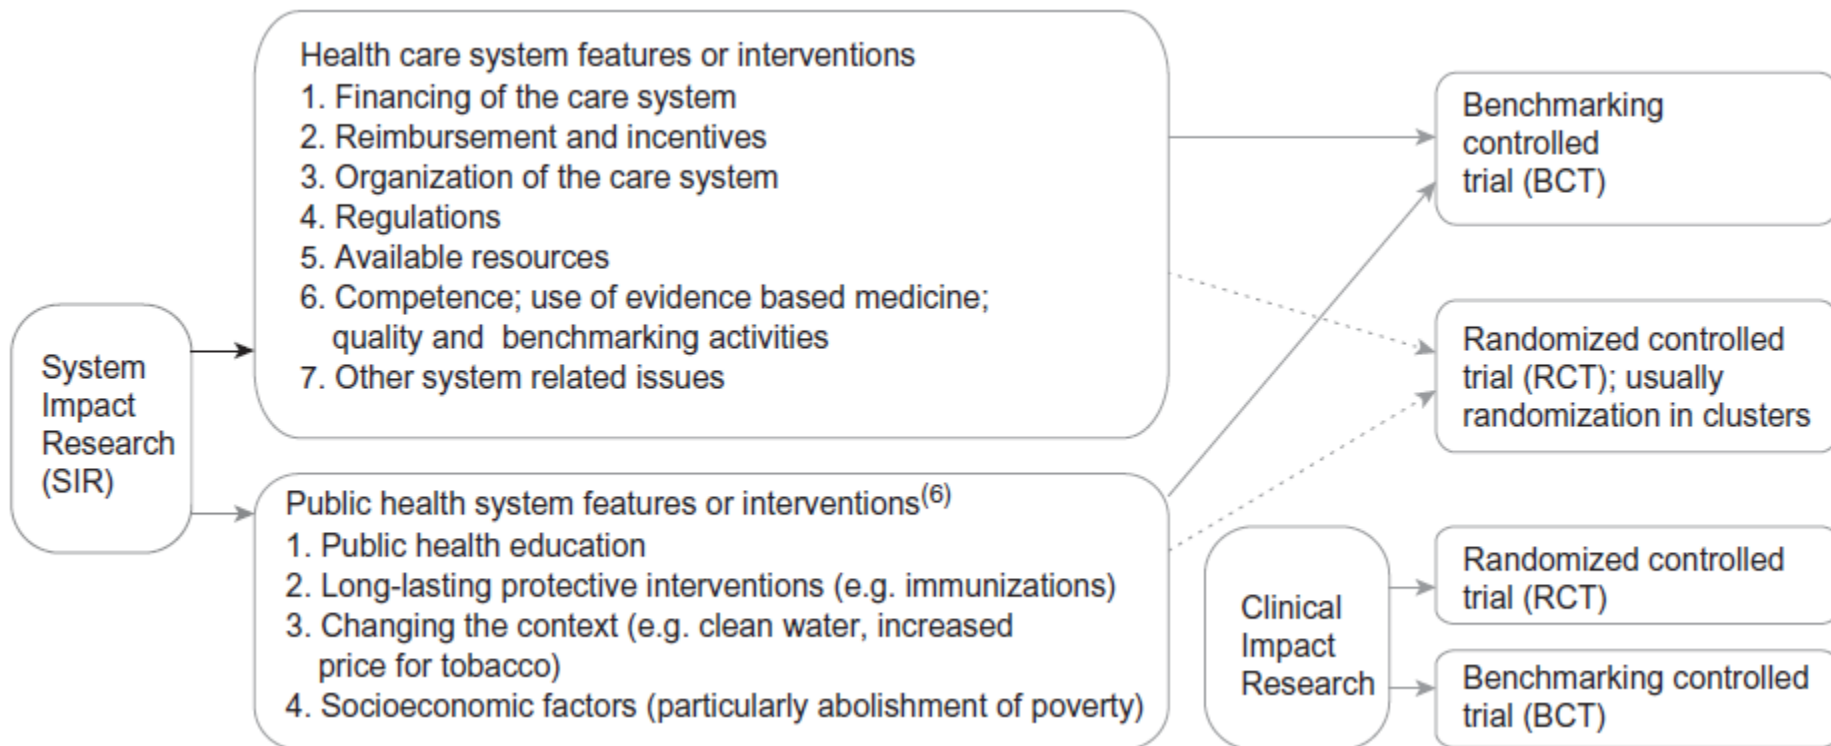 System
Impact
Research
(SIR)
Health care system features or interventions
1. Financing of the care system
2. Reimbursement and incentives
3. Organization of the care system
4. Regulations
5. Available resources
6. Competence; use of evidence based medicine;
quality and benchmarking activities
7. Other system related issues
Public health system features or interventions(6)
1. Public health education
2. Long-lasting protective interventions (e.g. immunizations)
3. Changing the context (e.g. clean water, increased
price for tobacco)
4. Socioeconomic factors (particularly abolishment of poverty)
Benchmarking
controlled
trial (BCT)
Randomized controlled
trial (RCT); usually
randomization in clusters
Clinical
Impact
Research
Randomized controlled
trial (RCT)
Benchmarking controlled
trial (BCT)